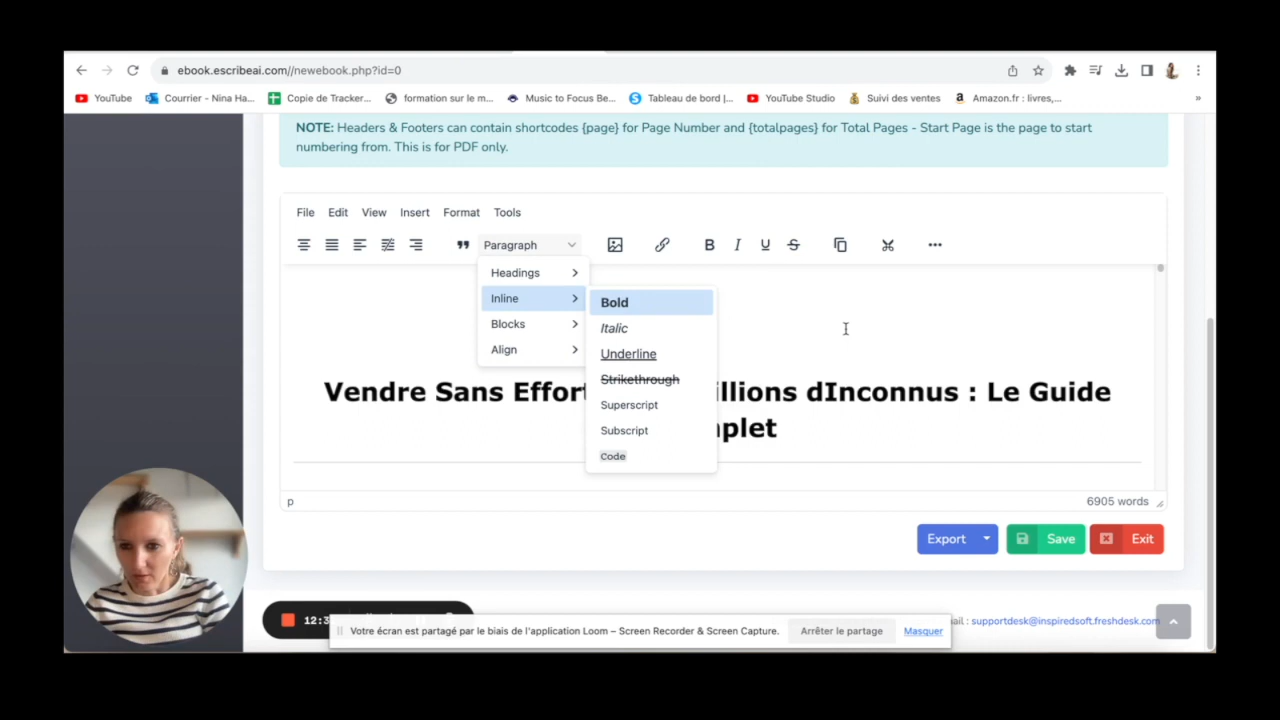 ebook.escribeai.com//newebook.php?id=0
YouTube Courrier - Nina Ha... Copie de Tracker... formation sur le m... Music to Focus Be... Tableau de bord |... YouTube Studio Suivi des ventes Amazon.fr : livres,... »
NOTE: Headers & Footers can contain shortcodes {page} for Page Number and {totalpages} for Total Pages - Start Page is the page to start
numbering from. This is for PDF only.
File Edit View Insert Format Tools
Paragraph B I U S
Headings
Inline
Blocks
Align
Bold
Italic
Underline
Strikethrough
Superscript
Subscript
Code
Vendre Sans Effort illions dInconnus : Le Guide
plet
p 6905 words
Export Save Exit
12:3
Votre écran est partagé par le biais de l'application Loom – Screen Recorder & Screen Capture. Arrêter le partage Masquer
ail : supportdesk@inspiredsoft.freshdesk.com